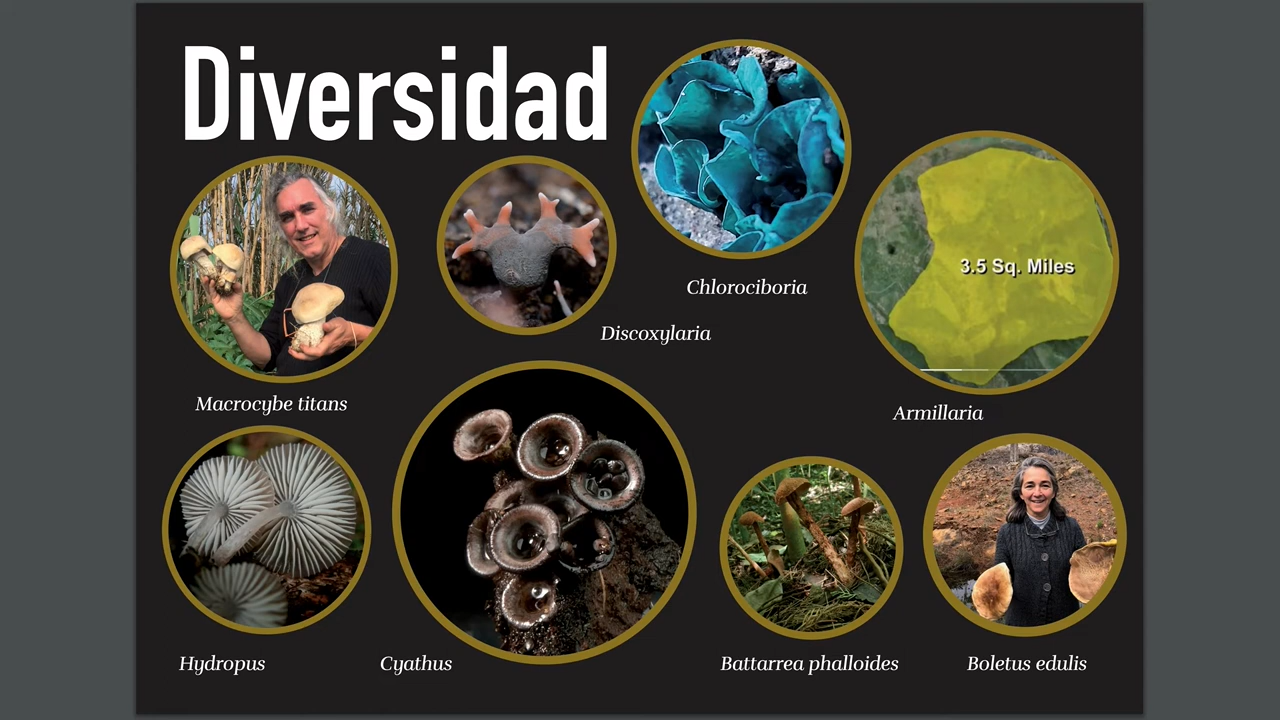 Diversidad
Chlorociboria
3.5 Sq. Miles
Discoxylaria
Macrocybe titans
Armillaria
Hydropus
Cyathus
Battarrea phalloides
Boletus edulis